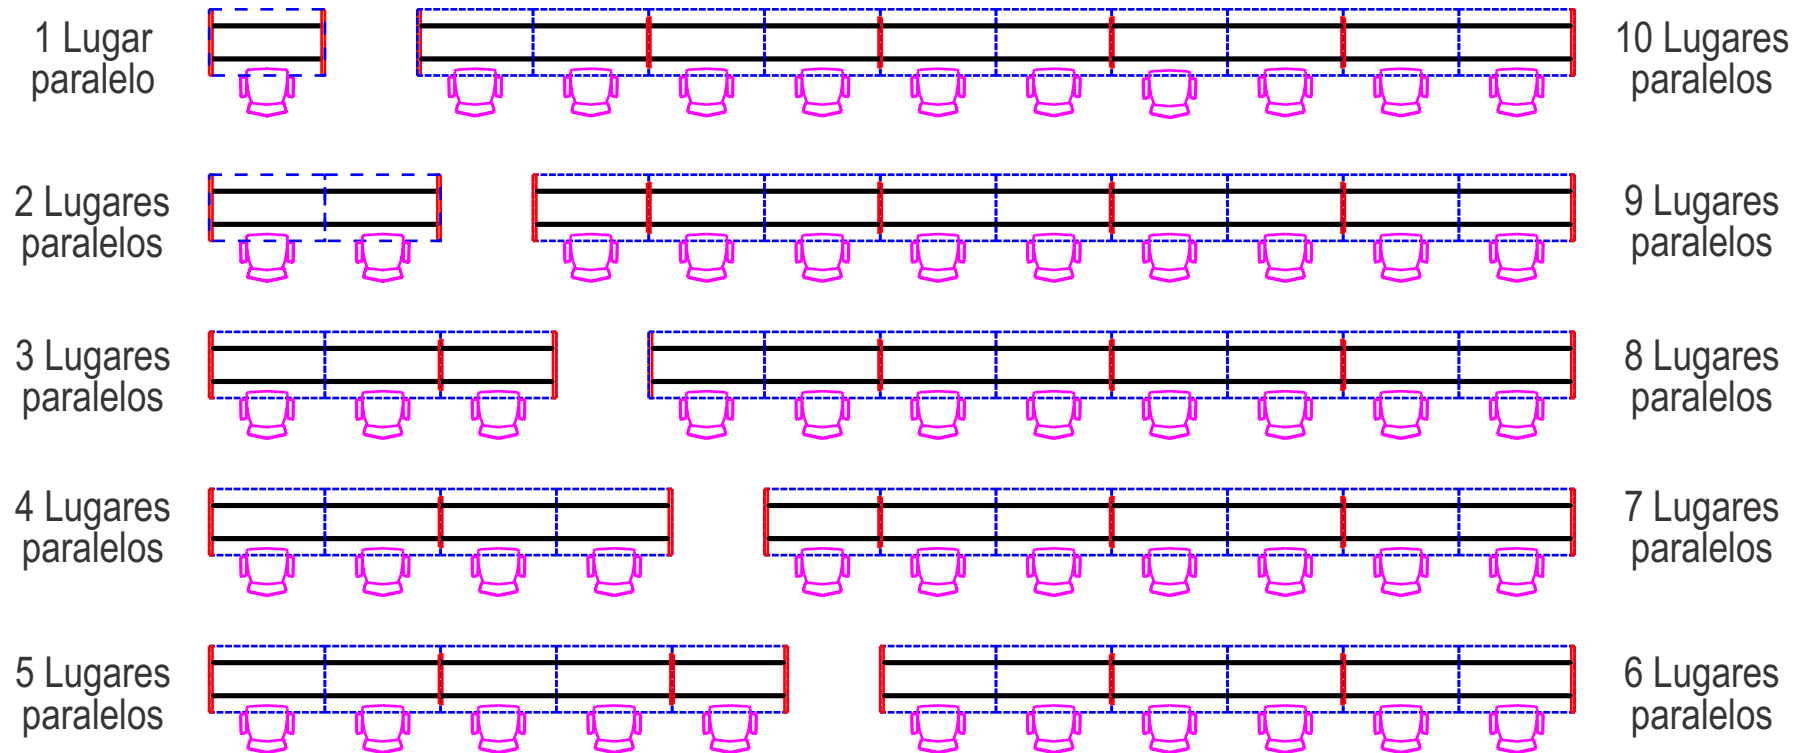 1 Lugar
paralelo
10 Lugares
paralelos
2 Lugares
paralelos
9 Lugares
paralelos
3 Lugares
paralelos
8 Lugares
paralelos
4 Lugares
paralelos
7 Lugares
paralelos
5 Lugares
paralelos
6 Lugares
paralelos